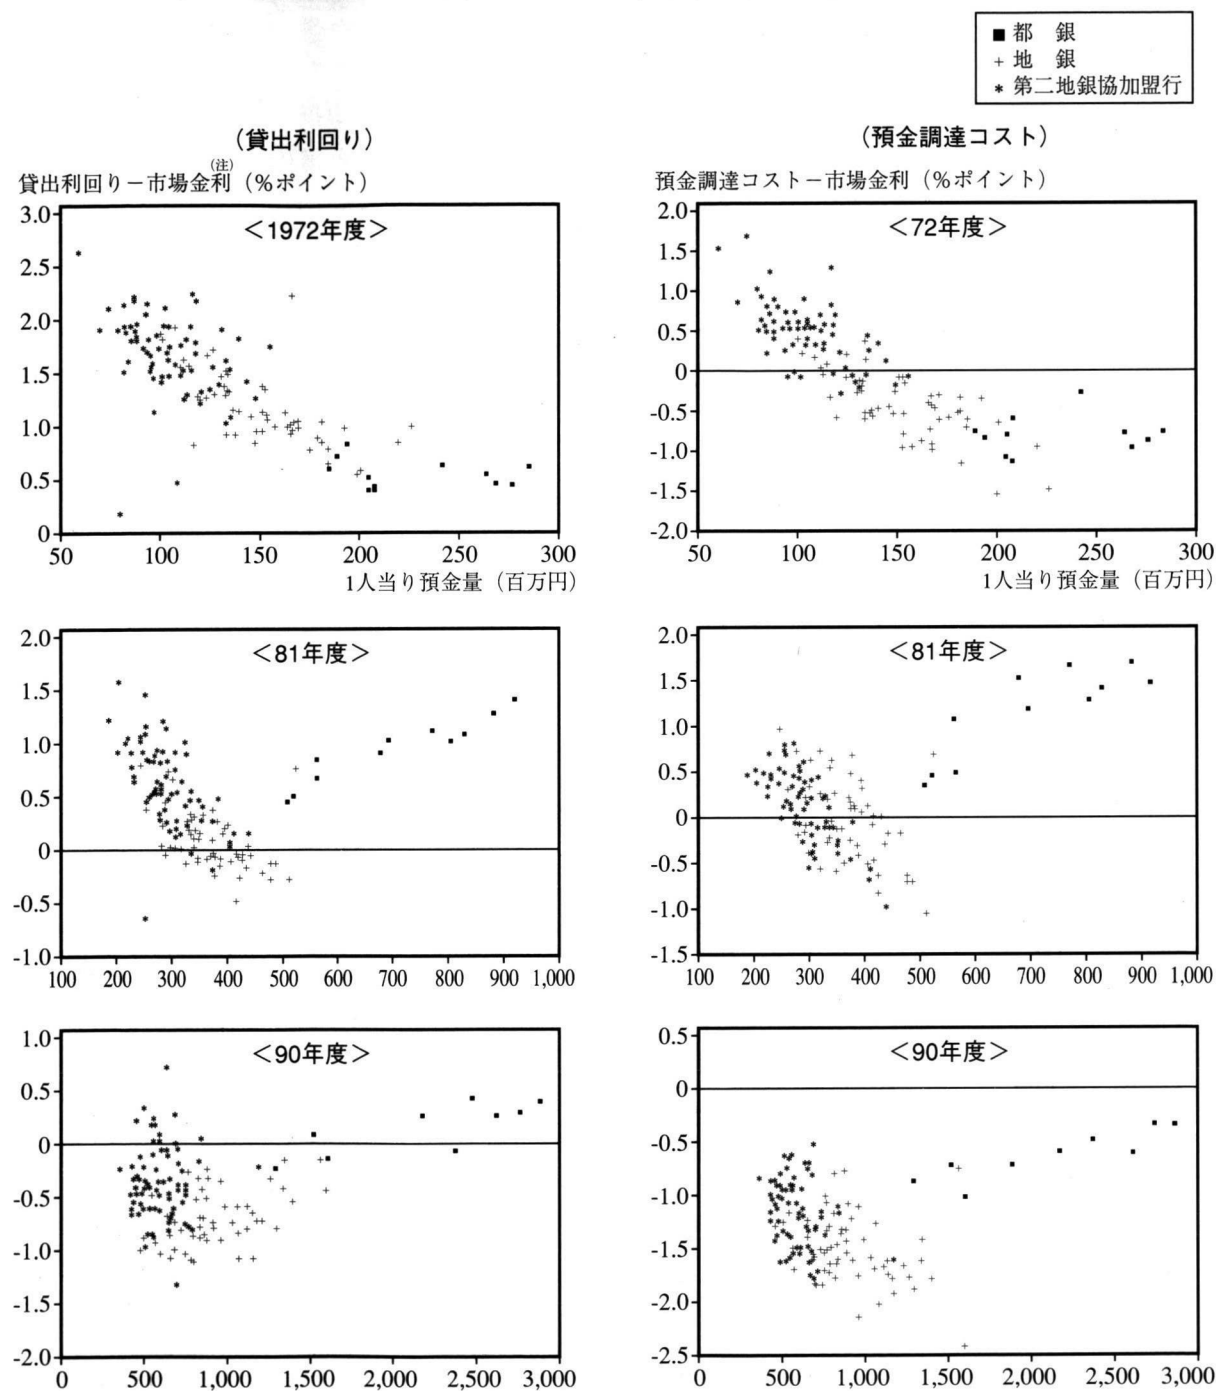 ■ 都　銀
+ 地　銀
* 第二地銀協加盟行
（貸出利回り）
貸出利回り－市場金利(注)（％ポイント）
＜1972年度＞
3.0
2.5
2.0
1.5
1.0
0.5
0
50 100 150 200 250 300
1人当り預金量（百万円）
（預金調達コスト）
預金調達コスト－市場金利（％ポイント）
＜72年度＞
2.0
1.5
1.0
0.5
0
-0.5
-1.0
-1.5
-2.0
50 100 150 200 250 300
1人当り預金量（百万円）
＜81年度＞
2.0
1.5
1.0
0.5
0
-0.5
-1.0
100 200 300 400 500 600 700 800 900 1,000
＜81年度＞
2.0
1.5
1.0
0.5
0
-0.5
-1.0
-1.5
100 200 300 400 500 600 700 800 900 1,000
＜90年度＞
1.0
0.5
0
-0.5
-1.0
-1.5
-2.0
0 500 1,000 1,500 2,000 2,500 3,000
＜90年度＞
0.5
0
-0.5
-1.0
-1.5
-2.0
-2.5
0 500 1,000 1,500 2,000 2,500 3,000